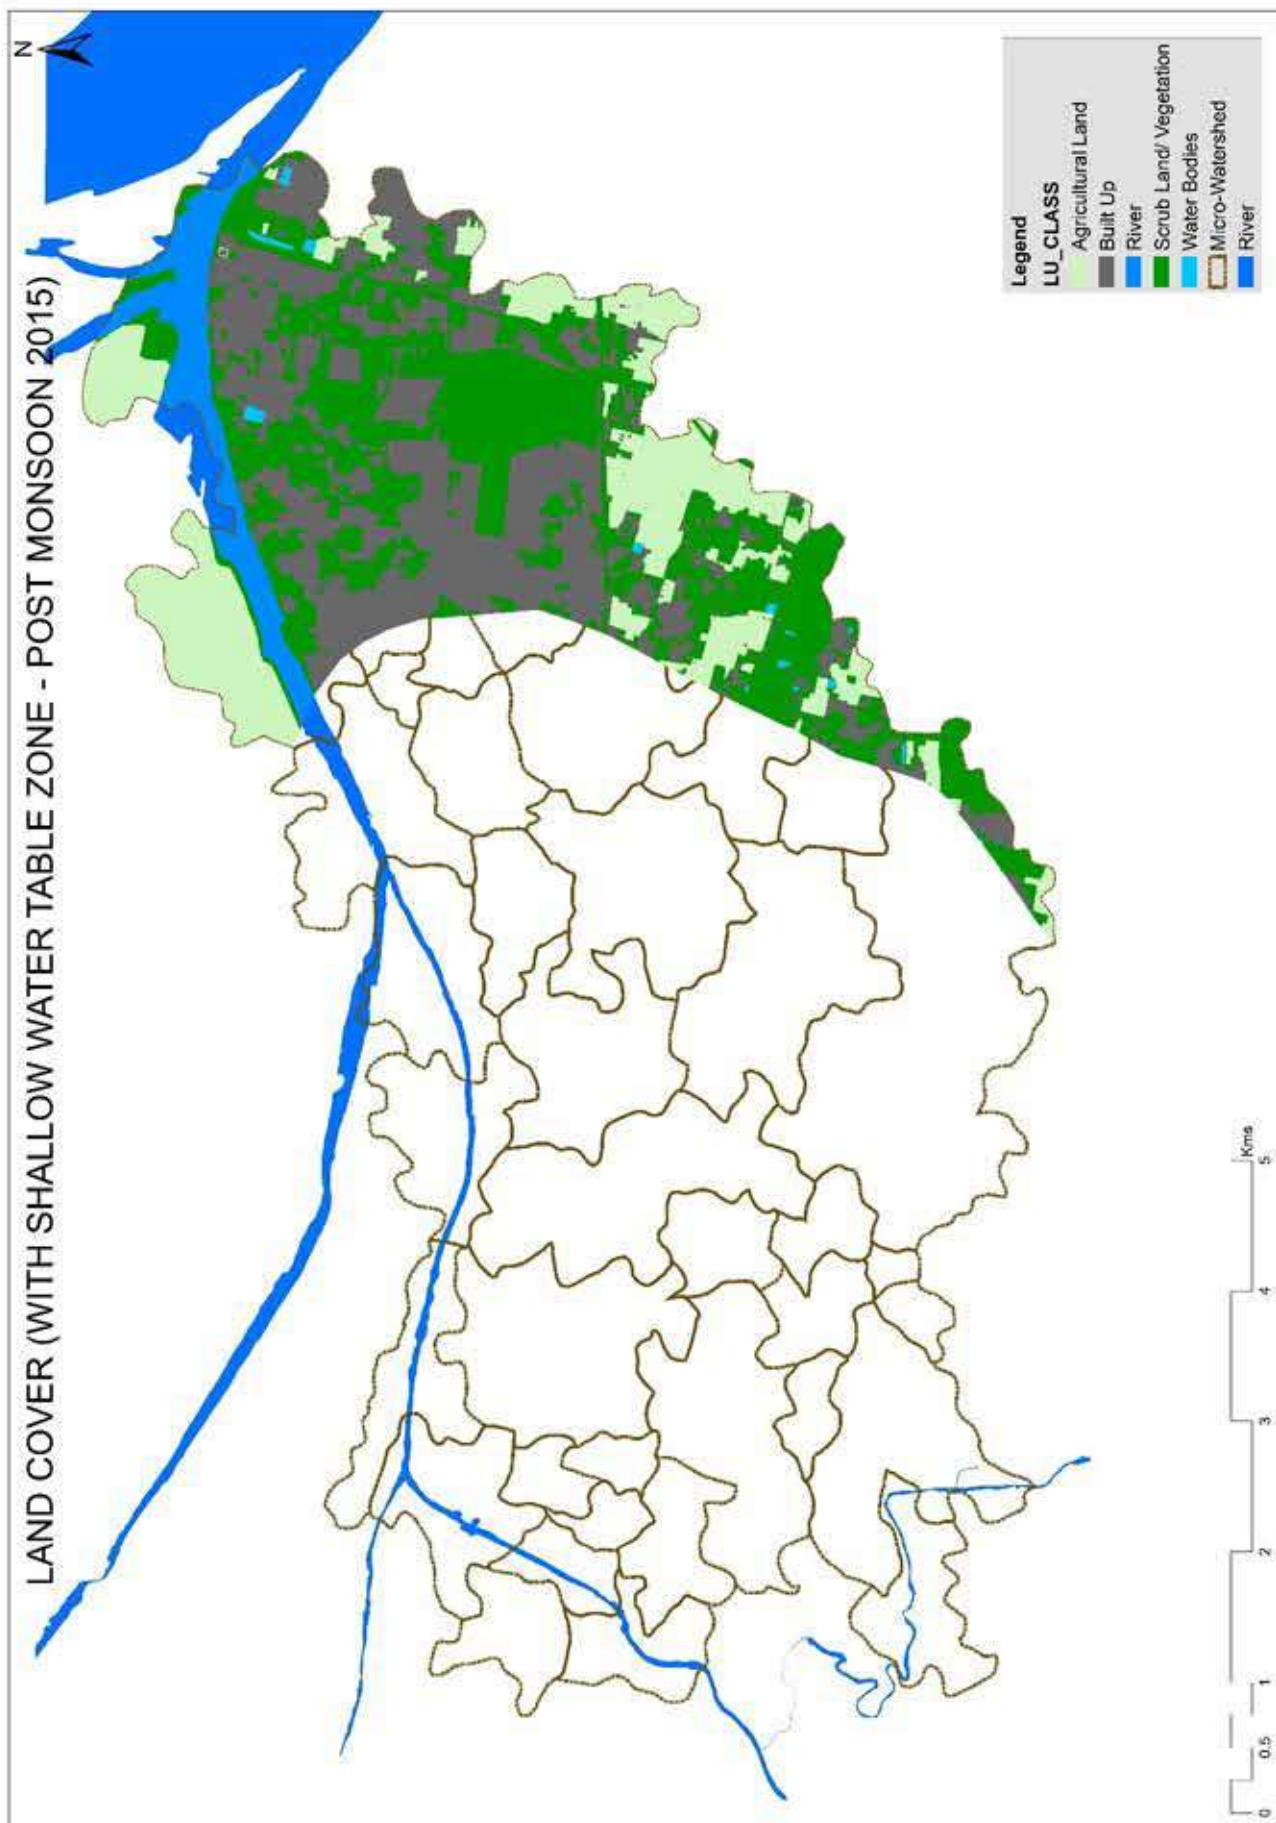 LAND COVER (WITH SHALLOW WATER TABLE ZONE - POST MONSOON 2015)
N
Legend
LU_CLASS
Agricultural Land
Built Up
River
Scrub Land/ Vegetation
Water Bodies
Micro-Watershed
River
Kms
0 0.5 1 2 3 4 5